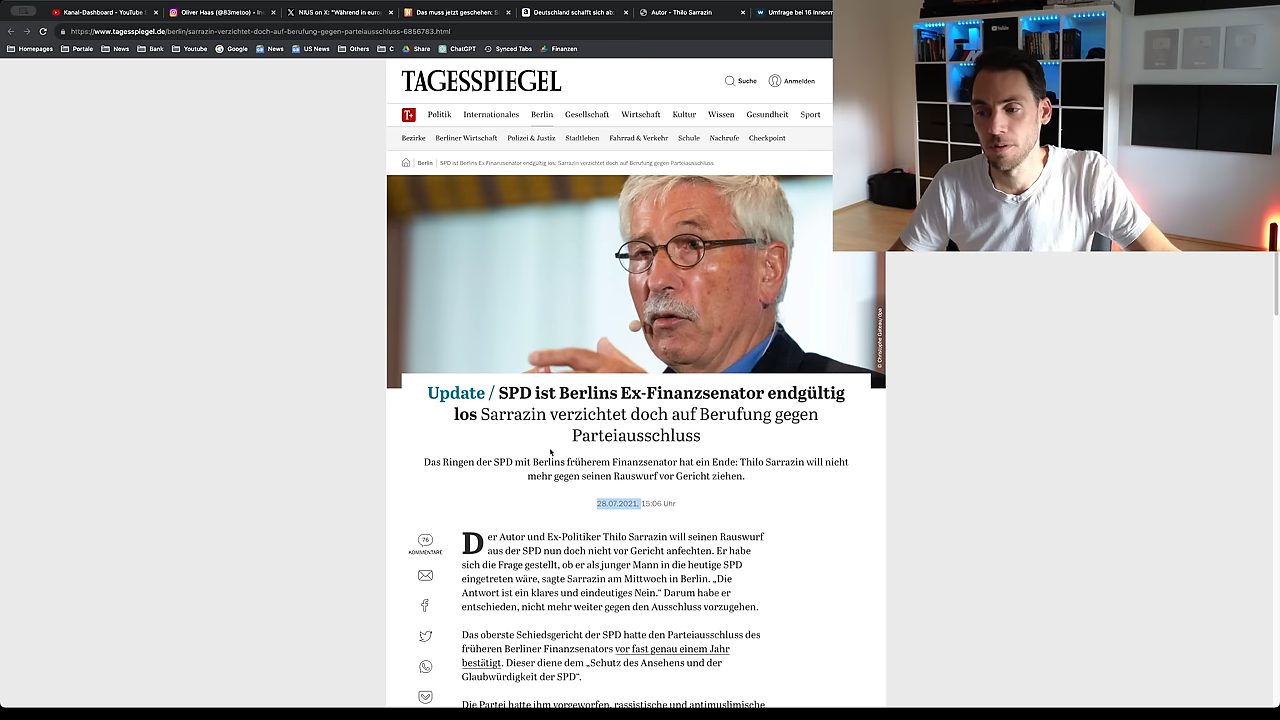 Kanal-Dashboard - YouTube
Oliver Haas (@83metoo) • In
NIUS on X: "Während in euro
Das muss jetzt geschehen: D
Deutschland schafft sich ab:
Autor – Thilo Sarrazin
Umfrage bei 16 Innenm
https://www.tagesspiegel.de/berlin/sarrazin-verzichtet-doch-auf-berufung-gegen-parteiausschluss-6856783.html
Homepages
Portale
News
Bank
Youtube
Google
News
US News
Others
C
Share
ChatGPT
Synced Tabs
Finanzen
TAGESSPIEGEL
Suche
Anmelden
T+
Politik
Internationales
Berlin
Gesellschaft
Wirtschaft
Kultur
Wissen
Gesundheit
Sport
Bezirke
Berliner Wirtschaft
Polizei & Justiz
Stadtleben
Fahrrad & Verkehr
Schule
Nachrufe
Checkpoint
Berlin
SPD ist Berlins Ex-Finanzsenator endgültig los: Sarrazin verzichtet doch auf Berufung gegen Parteiausschluss
Update / SPD ist Berlins Ex-Finanzsenator endgültig
los Sarrazin verzichtet doch auf Berufung gegen
Parteiausschluss
Das Ringen der SPD mit Berlins früherem Finanzsenator hat ein Ende: Thilo Sarrazin will nicht
mehr gegen seinen Rauswurf vor Gericht ziehen.
28.07.2021, 15:06 Uhr
76
KOMMENTARE
Der Autor und Ex-Politiker Thilo Sarrazin will seinen Rauswurf
aus der SPD nun doch nicht vor Gericht anfechten. Er habe
sich die Frage gestellt, ob er als junger Mann in die heutige SPD
eingetreten wäre, sagte Sarrazin am Mittwoch in Berlin. „Die
Antwort ist ein klares und eindeutiges Nein.“ Darum habe er
entschieden, nicht mehr weiter gegen den Ausschluss vorzugehen.
Das oberste Schiedsgericht der SPD hatte den Parteiausschluss des
früheren Berliner Finanzsenators vor fast genau einem Jahr
bestätigt. Dieser diene dem „Schutz des Ansehens und der
Glaubwürdigkeit der SPD“.
Die Partei hatte ihm vorgeworfen, rassistische und antimuslimische